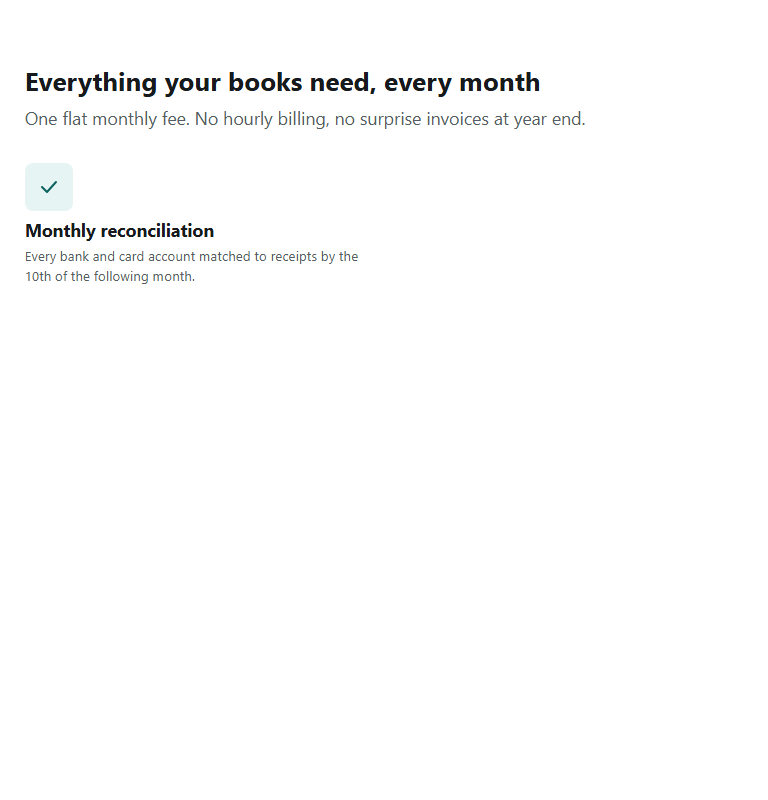 Everything your books need, every month
One flat monthly fee. No hourly billing, no surprise invoices at year end.
Monthly reconciliation
Every bank and card account matched to receipts by the
10th of the following month.